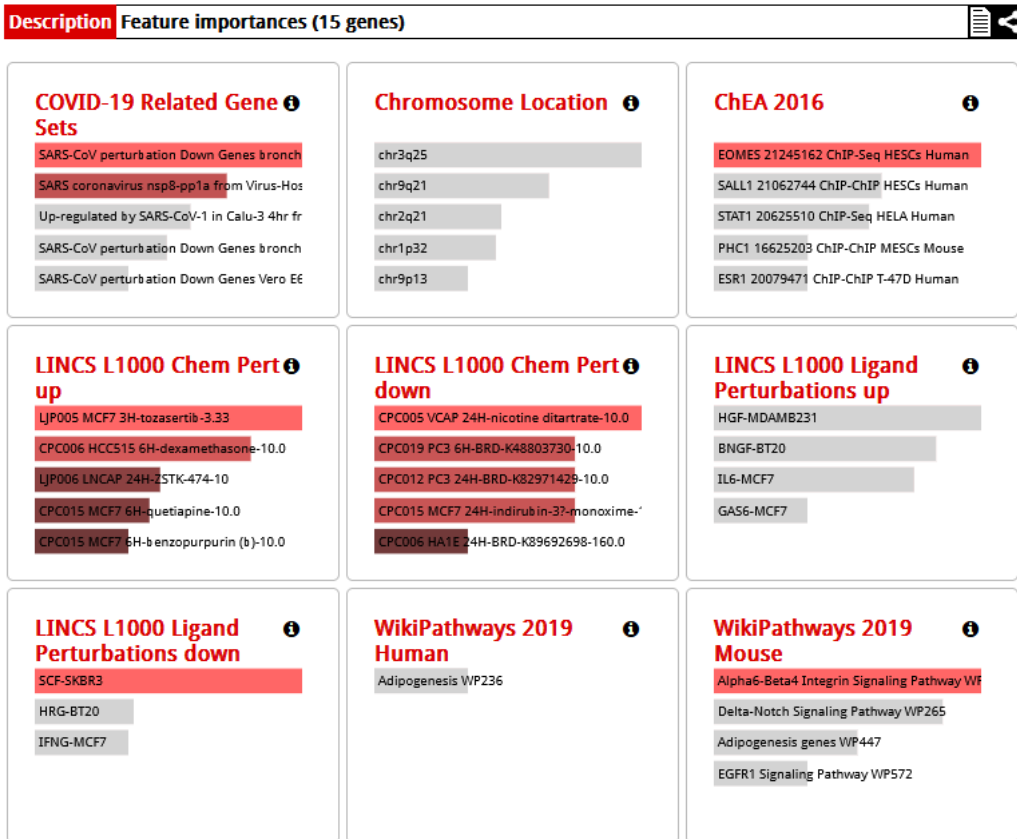 Description Feature importances (15 genes)
COVID-19 Related Gene
Sets
SARS-CoV perturbation Down Genes bronch
SARS coronavirus nsp8-pp1a from Virus-Hos
Up-regulated by SARS-CoV-1 in Calu-3 4hr fr
SARS-CoV perturbation Down Genes bronch
SARS-CoV perturbation Down Genes Vero E6
Chromosome Location
chr3q25
chr9q21
chr2q21
chr1p32
chr9p13
ChEA 2016
EOMES 21245162 ChIP-Seq HESCs Human
SALL1 21062744 ChIP-ChIP HESCs Human
STAT1 20625510 ChIP-Seq HELA Human
PHC1 16625203 ChIP-ChIP MESCs Mouse
ESR1 20079471 ChIP-ChIP T-47D Human
LINCS L1000 Chem Pert
up
LJP005 MCF7 3H-tozasertib-3.33
CPC006 HCC515 6H-dexamethasone-10.0
LJP006 LNCAP 24H-ZSTK-474-10
CPC015 MCF7 6H-quetiapine-10.0
CPC015 MCF7 6H-benzopurpurin (b)-10.0
LINCS L1000 Chem Pert
down
CPC005 VCAP 24H-nicotine ditartrate-10.0
CPC019 PC3 6H-BRD-K48803730-10.0
CPC012 PC3 24H-BRD-K82971429-10.0
CPC015 MCF7 24H-indirubin-3?-monoxime-
CPC006 HA1E 24H-BRD-K89692698-160.0
LINCS L1000 Ligand
Perturbations up
HGF-MDAMB231
BNGF-BT20
IL6-MCF7
GAS6-MCF7
LINCS L1000 Ligand
Perturbations down
SCF-SKBR3
HRG-BT20
IFNG-MCF7
WikiPathways 2019
Human
Adipogenesis WP236
WikiPathways 2019
Mouse
Alpha6-Beta4 Integrin Signaling Pathway WP
Delta-Notch Signaling Pathway WP265
Adipogenesis genes WP447
EGFR1 Signaling Pathway WP572